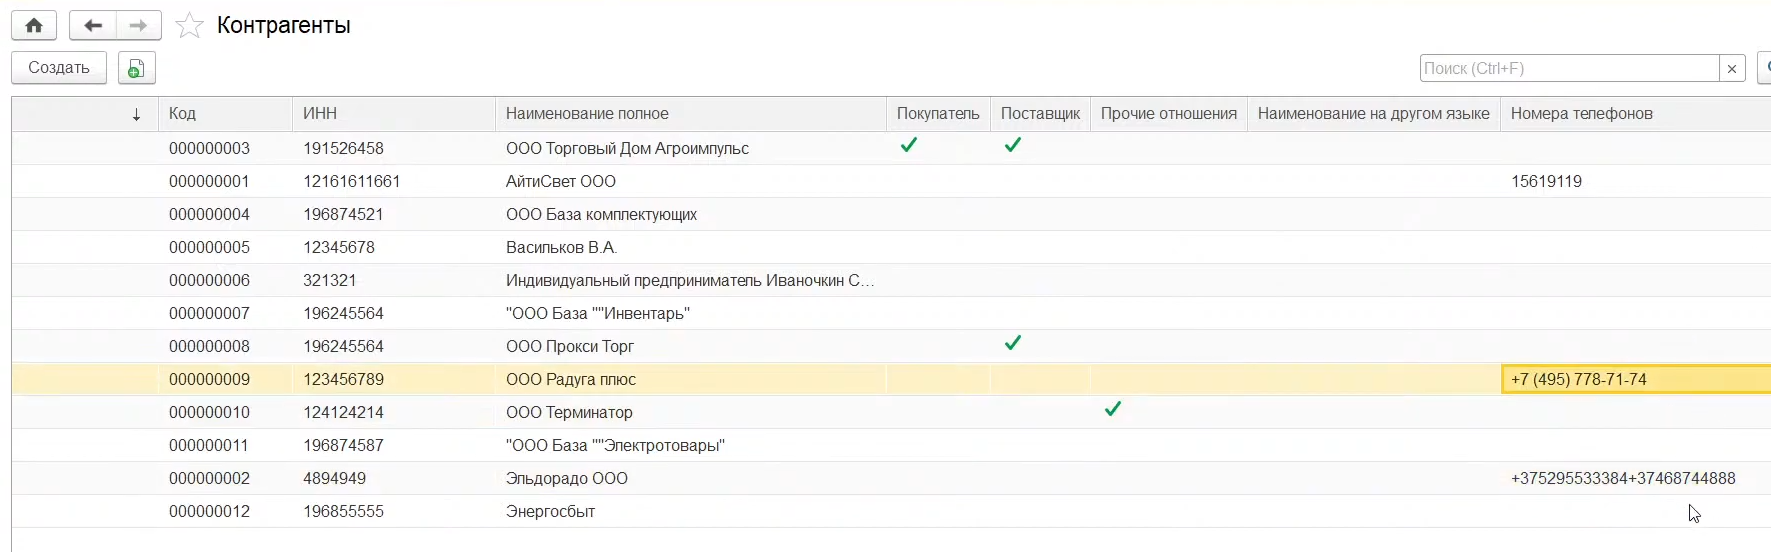 Контрагенты
Создать
Поиск (Ctrl+F) ×
↓ Код ИНН Наименование полное Покупатель Поставщик Прочие отношения Наименование на другом языке Номера телефонов
000000003 191526458 ООО Торговый Дом Агроимпульс
000000001 12161611661 АйтиСвет ООО 15619119
000000004 196874521 ООО База комплектующих
000000005 12345678 Васильков В.А.
000000006 321321 Индивидуальный предприниматель Иваночкин С...
000000007 196245564 "ООО База ""Инвентарь"
000000008 196245564 ООО Прокси Торг
000000009 123456789 ООО Радуга плюс +7 (495) 778-71-74
000000010 124124214 ООО Терминатор
000000011 196874587 "ООО База ""Электротовары"
000000002 4894949 Эльдорадо ООО +375295533384+37468744888
000000012 196855555 Энергосбыт